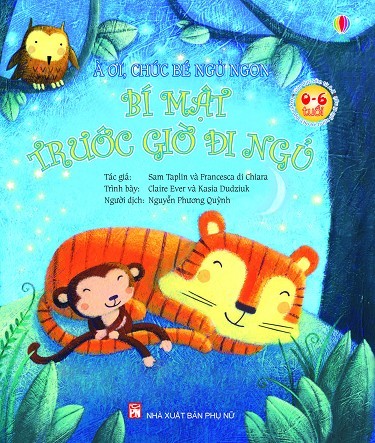 À ƠI, CHÚC BÉ NGỦ NGON
BÍ MẬT
TRƯỚC GIỜ ĐI NGỦ
0-6
tuổi
Tác giả: Sam Taplin và Francesca di Chiara
Trình bày: Claire Ever và Kasia Dudziuk
Người dịch: Nguyễn Phương Quỳnh
NHÀ XUẤT BẢN PHỤ NỮ